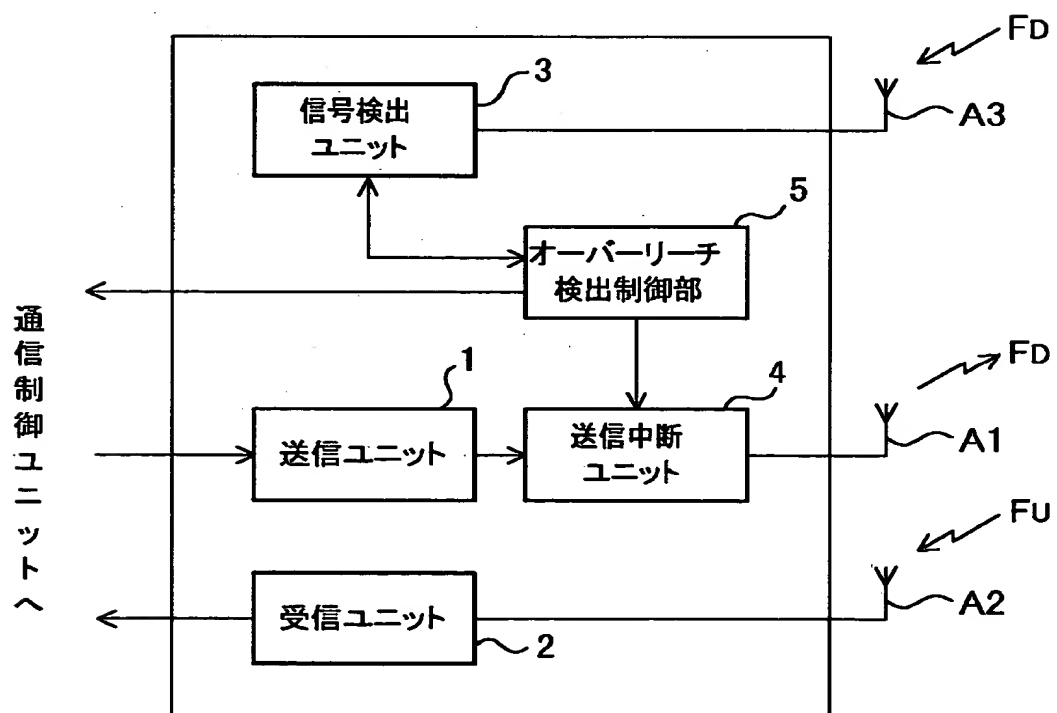 FD
3
信号検出
ユニット
A3
5
オーバーリーチ
検出制御部
通信制御ユニットへ
FD
1
4
送信ユニット
送信中断
ユニット
A1
FU
受信ユニット
A2
2